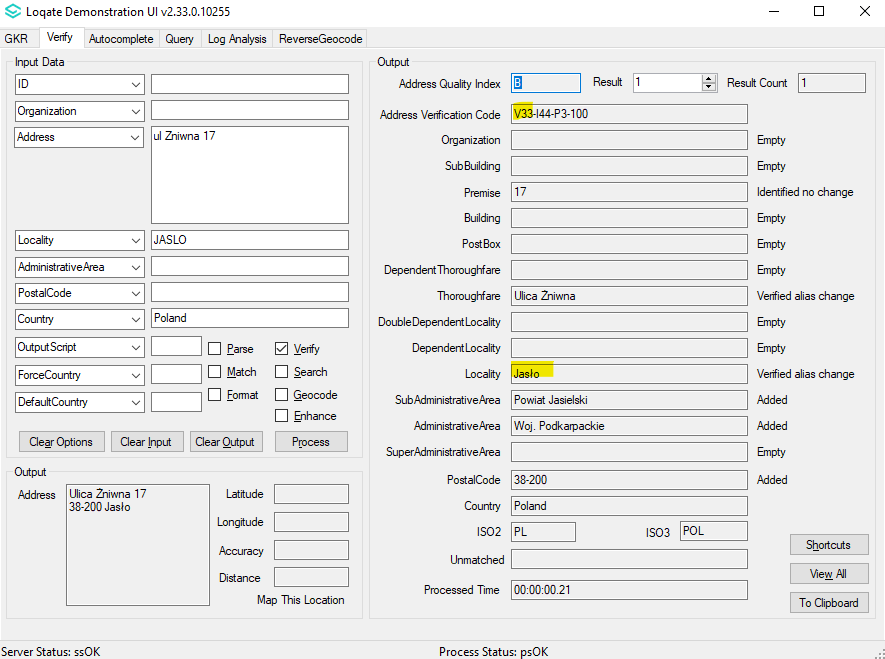 Loqate Demonstration UI v2.33.0.10255
GKR Verify Autocomplete Query Log Analysis ReverseGeocode
Input Data
ID
Organization
Address ul Zniwna 17
Locality JASLO
AdministrativeArea
PostalCode
Country Poland
OutputScript Parse Verify
ForceCountry Match Search
DefaultCountry Format Geocode
Enhance
Clear Options Clear Input Clear Output Process
Output
Address Ulica Żniwna 17
38-200 Jasło
Latitude
Longitude
Accuracy
Distance
Map This Location
Output
Address Quality Index B Result 1 Result Count 1
Address Verification Code V33-I44-P3-100
Organization Empty
SubBuilding Empty
Premise 17 Identified no change
Building Empty
PostBox Empty
DependentThoroughfare Empty
Thoroughfare Ulica Żniwna Verified alias change
DoubleDependentLocality Empty
DependentLocality Empty
Locality Jasło Verified alias change
SubAdministrativeArea Powiat Jasielski Added
AdministrativeArea Woj. Podkarpackie Added
SuperAdministrativeArea Empty
PostalCode 38-200 Added
Country Poland
ISO2 PL ISO3 POL
Unmatched
Processed Time 00:00:00.21
Shortcuts
View All
To Clipboard
Server Status: ssOK Process Status: psOK